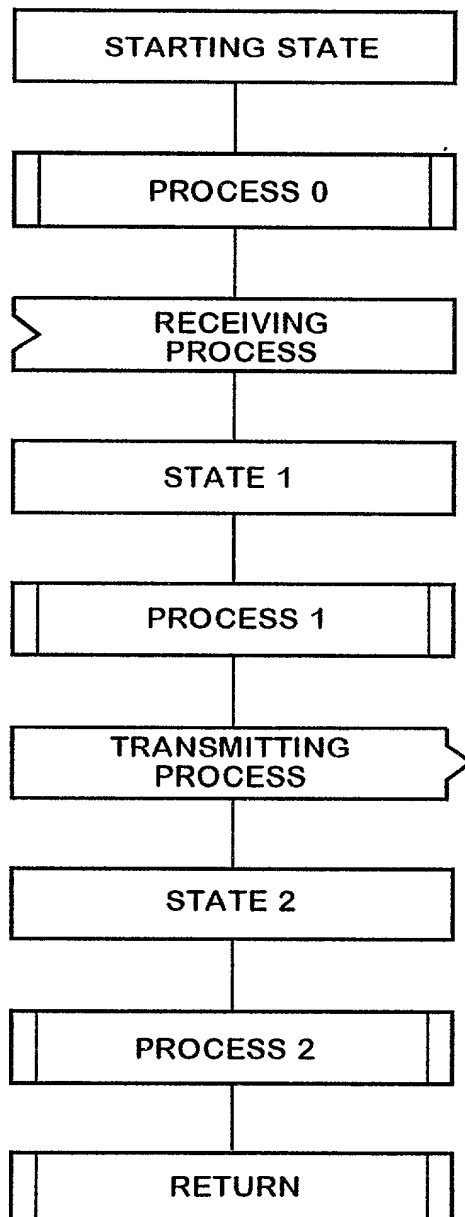 STARTING STATE
PROCESS 0
RECEIVING
PROCESS
STATE 1
PROCESS 1
TRANSMITTING
PROCESS
STATE 2
PROCESS 2
RETURN